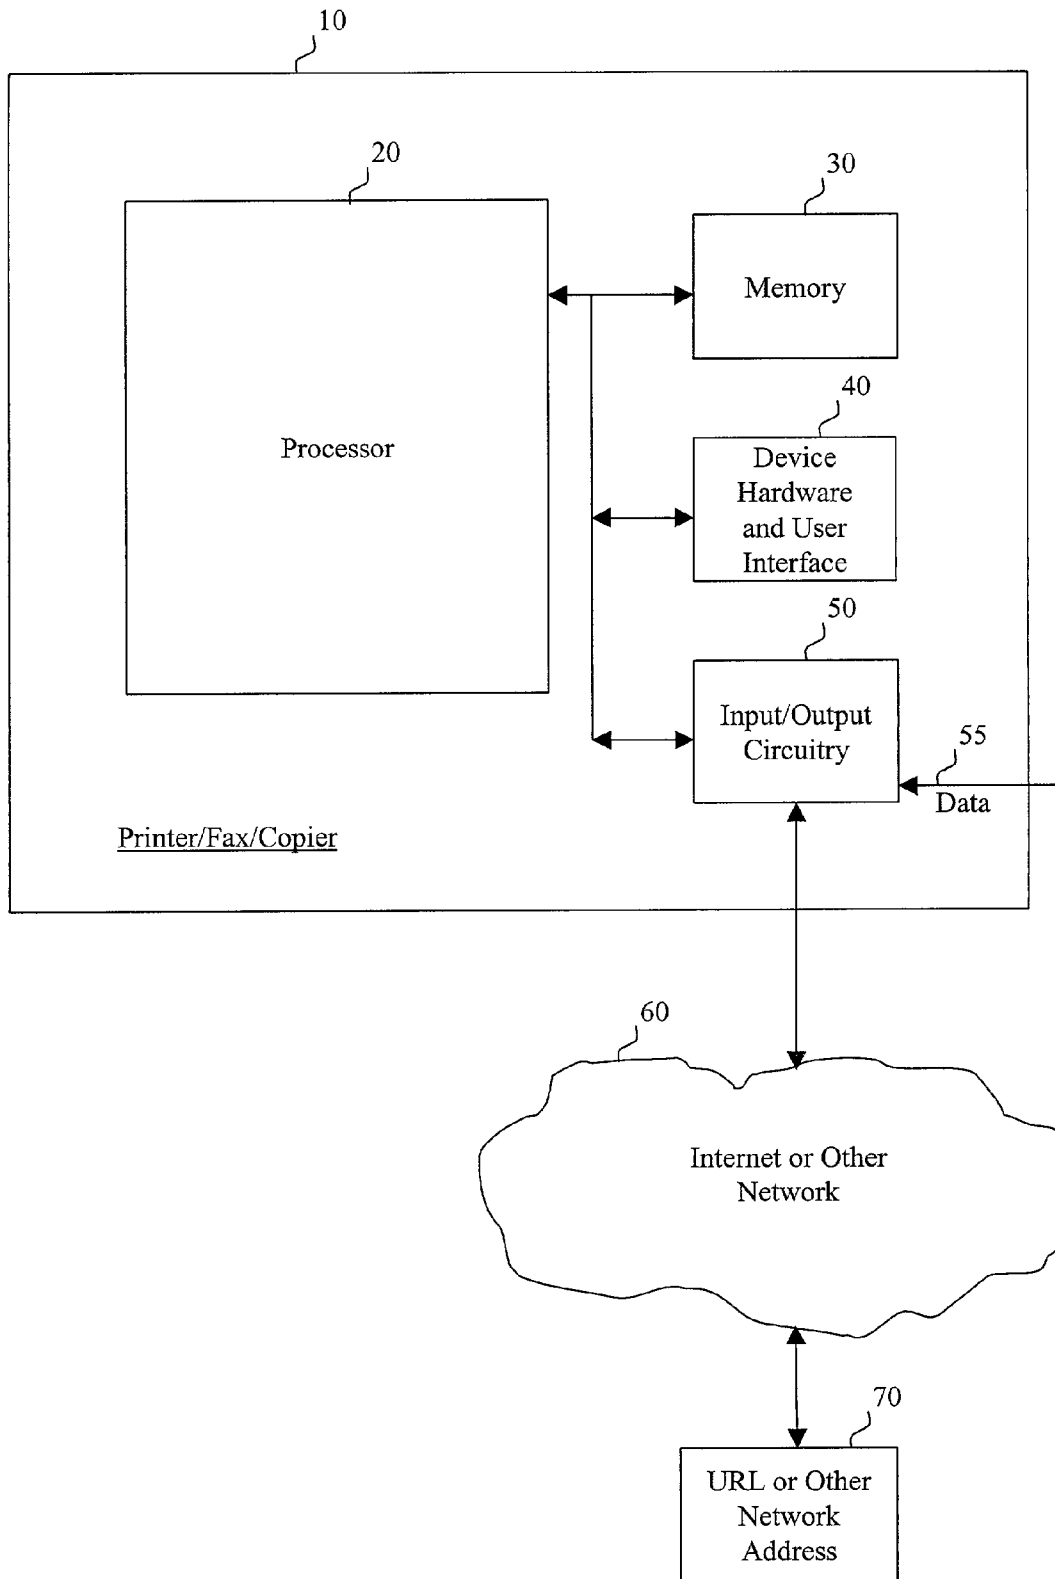 10
20
30
Memory
Processor
40
Device
Hardware
and User
Interface
50
Input/Output
Circuitry
55
Data
Printer/Fax/Copier
60
Internet or Other
Network
70
URL or Other
Network
Address